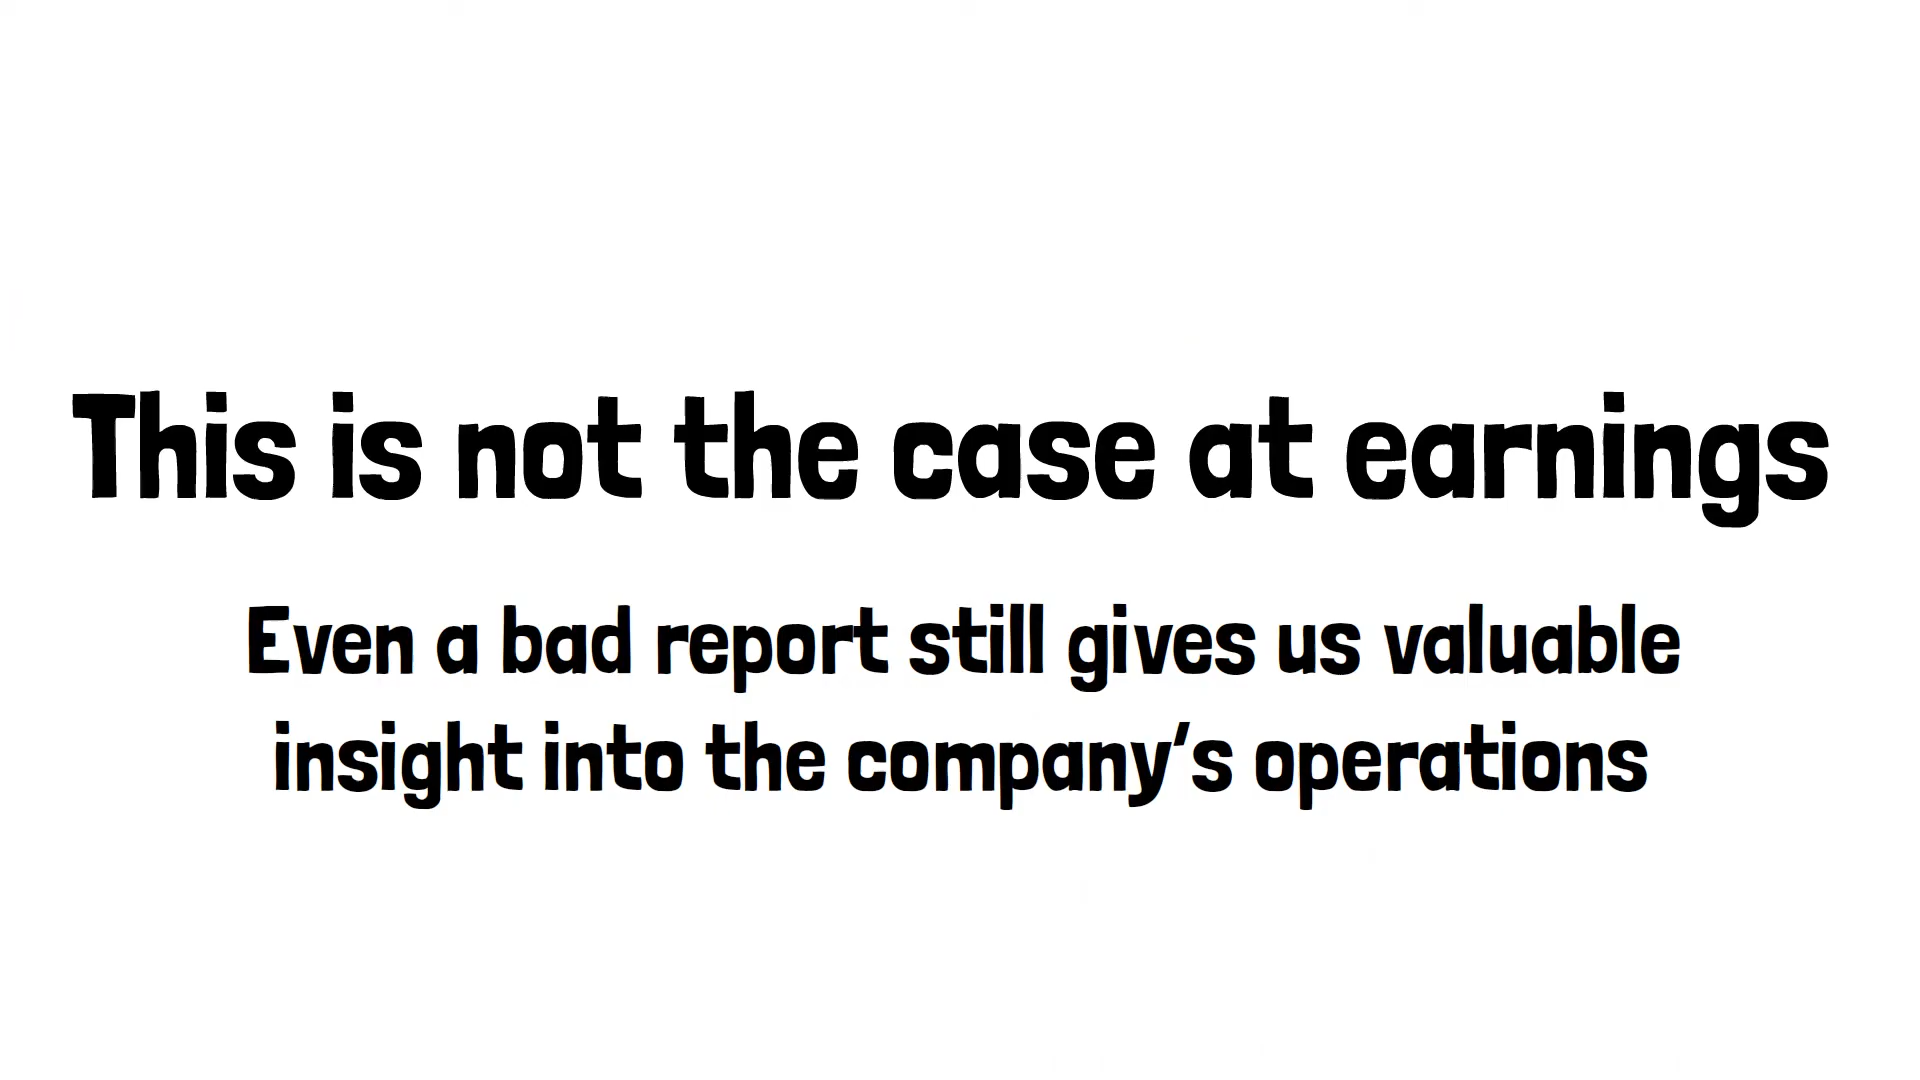 This is not the case at earnings
Even a bad report still gives us valuable
insight into the company's operations